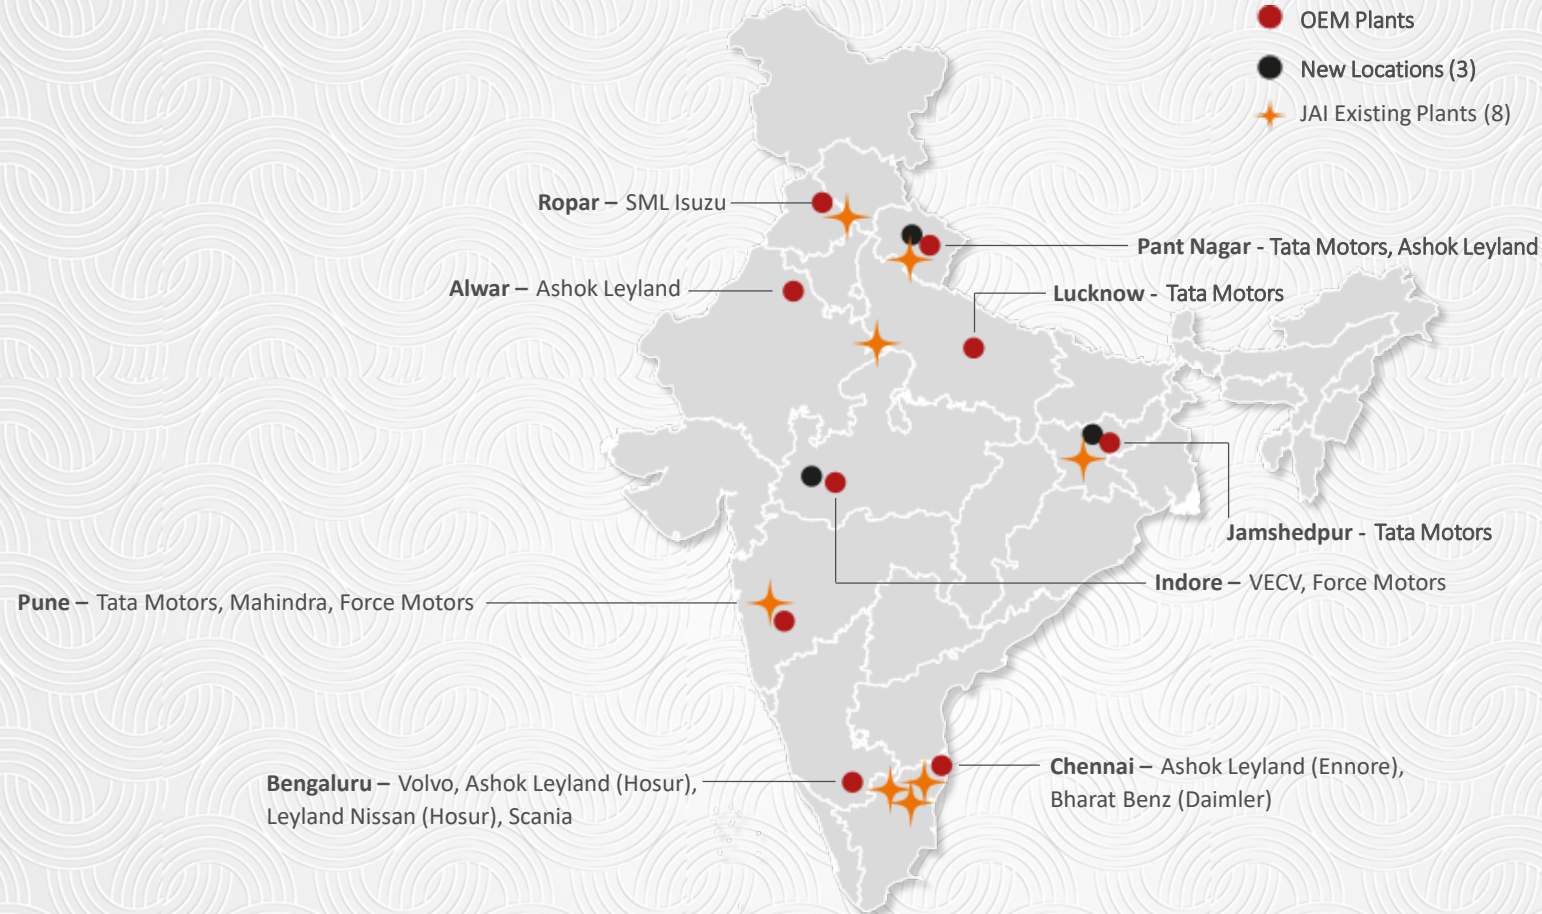 OEM Plants
New Locations (3)
JAI Existing Plants (8)
Ropar – SML Isuzu
Pant Nagar - Tata Motors, Ashok Leyland
Alwar – Ashok Leyland
Lucknow - Tata Motors
Jamshedpur - Tata Motors
Indore – VECV, Force Motors
Pune – Tata Motors, Mahindra, Force Motors
Bengaluru – Volvo, Ashok Leyland (Hosur),
Leyland Nissan (Hosur), Scania
Chennai – Ashok Leyland (Ennore),
Bharat Benz (Daimler)